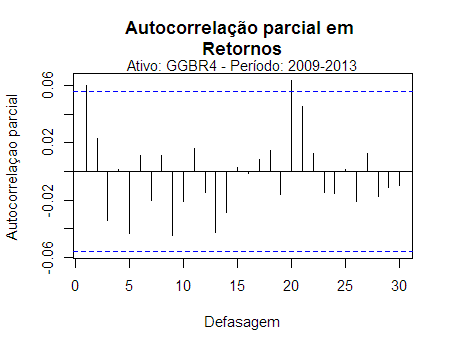 Autocorrelação parcial em
Retornos
Ativo: GGBR4 - Período: 2009-2013
Autocorrelaçao parcial
0.06
0.02
-0.02
-0.06
0 5 10 15 20 25 30
Defasagem